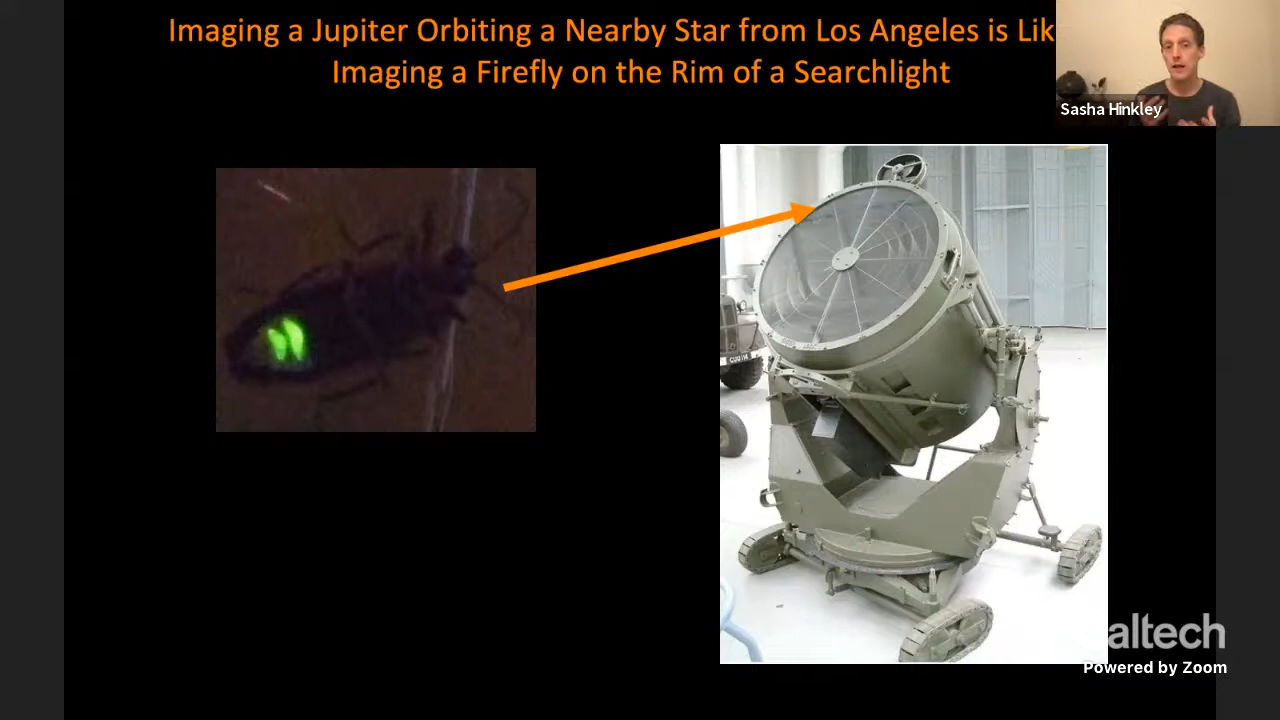 Imaging a Jupiter Orbiting a Nearby Star from Los Angeles is Lik
Imaging a Firefly on the Rim of a Searchlight
Sasha Hinkley
altech
Powered by Zoom